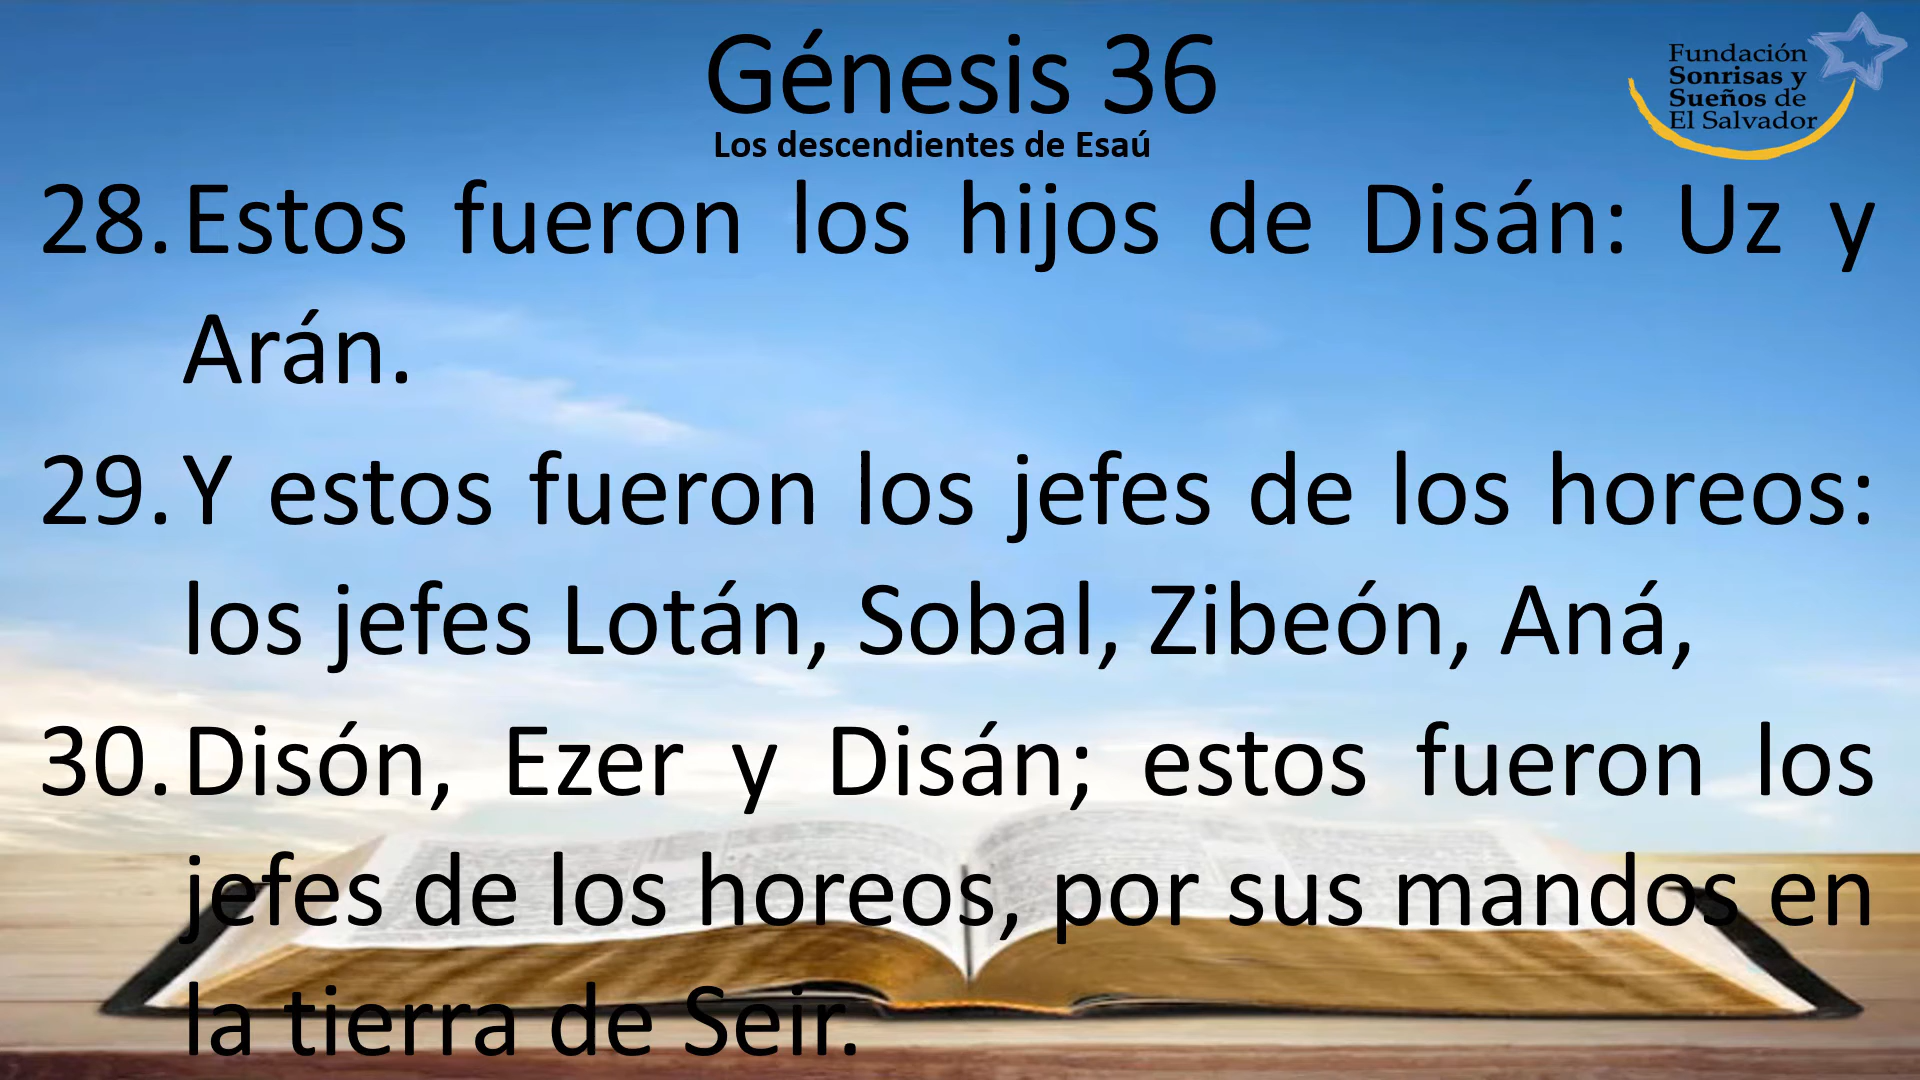 Génesis 36
Los descendientes de Esaú
Fundación
Sonrisas y
Sueños de
El Salvador
28. Estos fueron los hijos de Disán: Uz y
Arán.
29. Y estos fueron los jefes de los horeos:
los jefes Lotán, Sobal, Zibeón, Aná,
30. Disón, Ezer y Disán; estos fueron los
jefes de los horeos, por sus mandos en
la tierra de Seir.